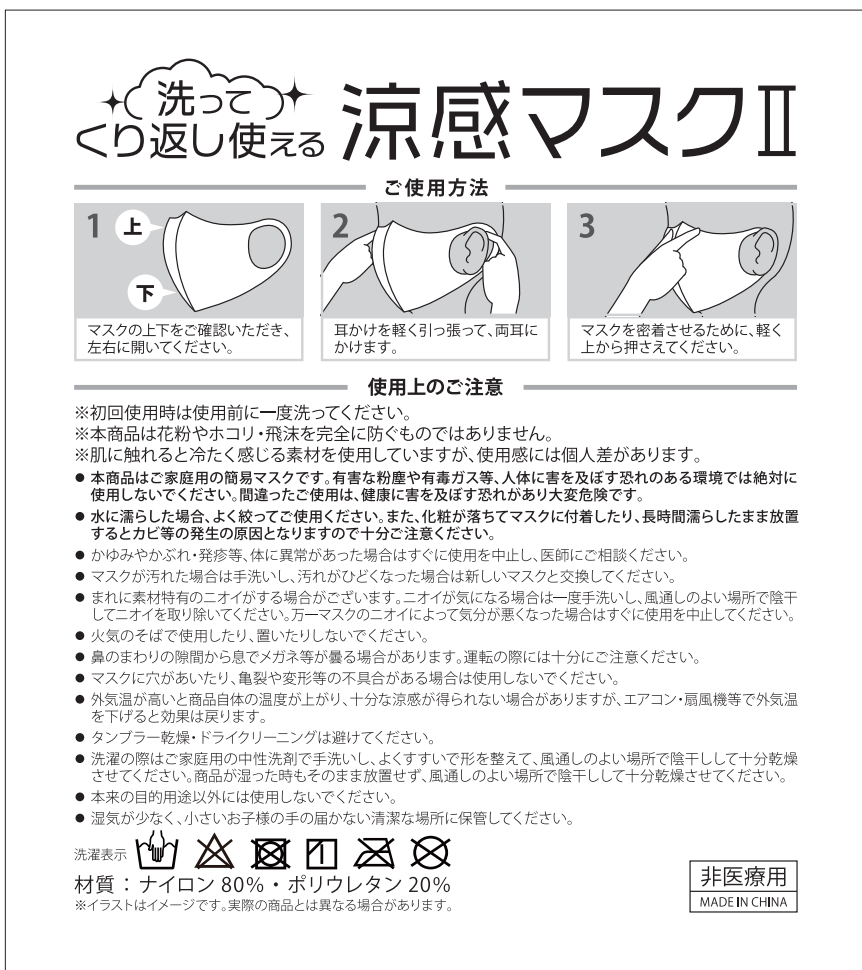 洗って
くり返し使える
涼感マスクⅡ
ご使用方法
1 上
下
マスクの上下をご確認いただき、
左右に開いてください。
2
耳かけを軽く引っ張って、両耳に
かけます。
3
マスクを密着させるために、軽く
上から押さえてください。
使用上のご注意
※初回使用時は使用前に一度洗ってください。
※本商品は花粉やホコリ・飛沫を完全に防ぐものではありません。
※肌に触れると冷たく感じる素材を使用していますが、使用感には個人差があります。
● 本商品はご家庭用の簡易マスクです。有害な粉塵や有毒ガス等、人体に害を及ぼす恐れのある環境では絶対に
使用しないでください。間違ったご使用は、健康に害を及ぼす恐れがあり大変危険です。
● 水に濡らした場合、よく絞ってご使用ください。また、化粧が落ちてマスクに付着したり、長時間濡らしたまま放置
するとカビ等の発生の原因となりますので十分ご注意ください。
● かゆみやかぶれ・発疹等、体に異常があった場合はすぐに使用を中止し、医師にご相談ください。
● マスクが汚れた場合は手洗いし、汚れがひどくなった場合は新しいマスクと交換してください。
● まれに素材特有のニオイがする場合がございます。ニオイが気になる場合は一度手洗いし、風通しのよい場所で陰干
してニオイを取り除いてください。万一マスクのニオイによって気分が悪くなった場合はすぐに使用を中止してください。
● 火気のそばで使用したり、置いたりしないでください。
● 鼻のまわりの隙間から息でメガネ等が曇る場合があります。運転の際には十分にご注意ください。
● マスクに穴があいたり、亀裂や変形等の不具合がある場合は使用しないでください。
● 外気温が高いと商品自体の温度が上がり、十分な涼感が得られない場合がありますが、エアコン・扇風機等で外気温
を下げると効果は戻ります。
● タンブラー乾燥・ドライクリーニングは避けてください。
● 洗濯の際はご家庭用の中性洗剤で手洗いし、よくすすいで形を整えて、風通しのよい場所で陰干しして十分乾燥
させてください。商品が湿った時もそのまま放置せず、風通しのよい場所で陰干しして十分乾燥させてください。
● 本来の目的用途以外には使用しないでください。
● 湿気が少なく、小さいお子様の手の届かない清潔な場所に保管してください。
洗濯表示
材質：ナイロン 80%・ポリウレタン 20%
※イラストはイメージです。実際の商品とは異なる場合があります。
非医療用
MADE IN CHINA